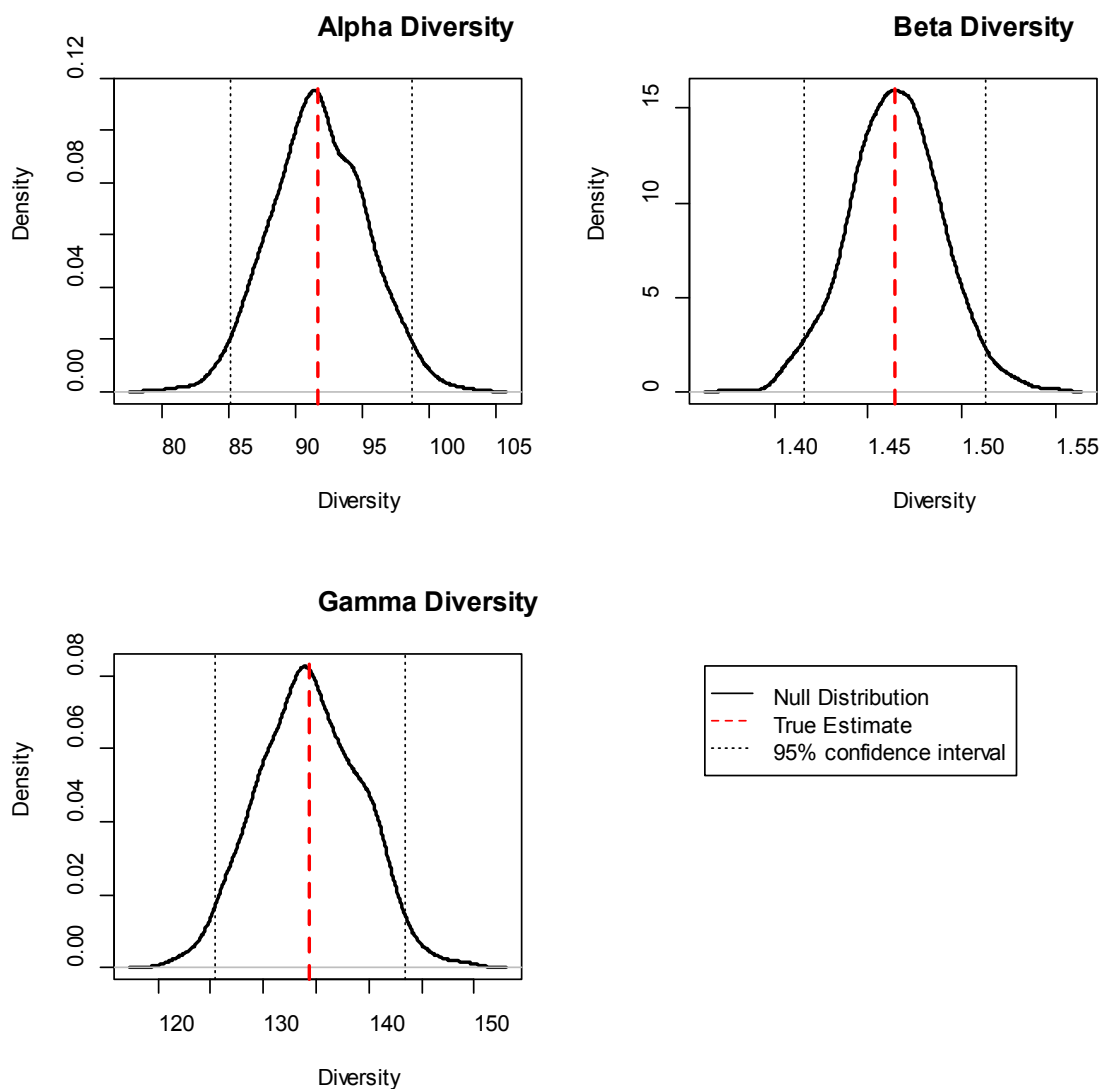 Alpha Diversity
Density
0.00 0.04 0.08 0.12
80 85 90 95 100 105
Diversity
Beta Diversity
Density
0 5 10 15
1.40 1.45 1.50 1.55
Diversity
Gamma Diversity
Density
0.00 0.02 0.04 0.06 0.08
120 130 140 150
Diversity
Null Distribution
True Estimate
95% confidence interval